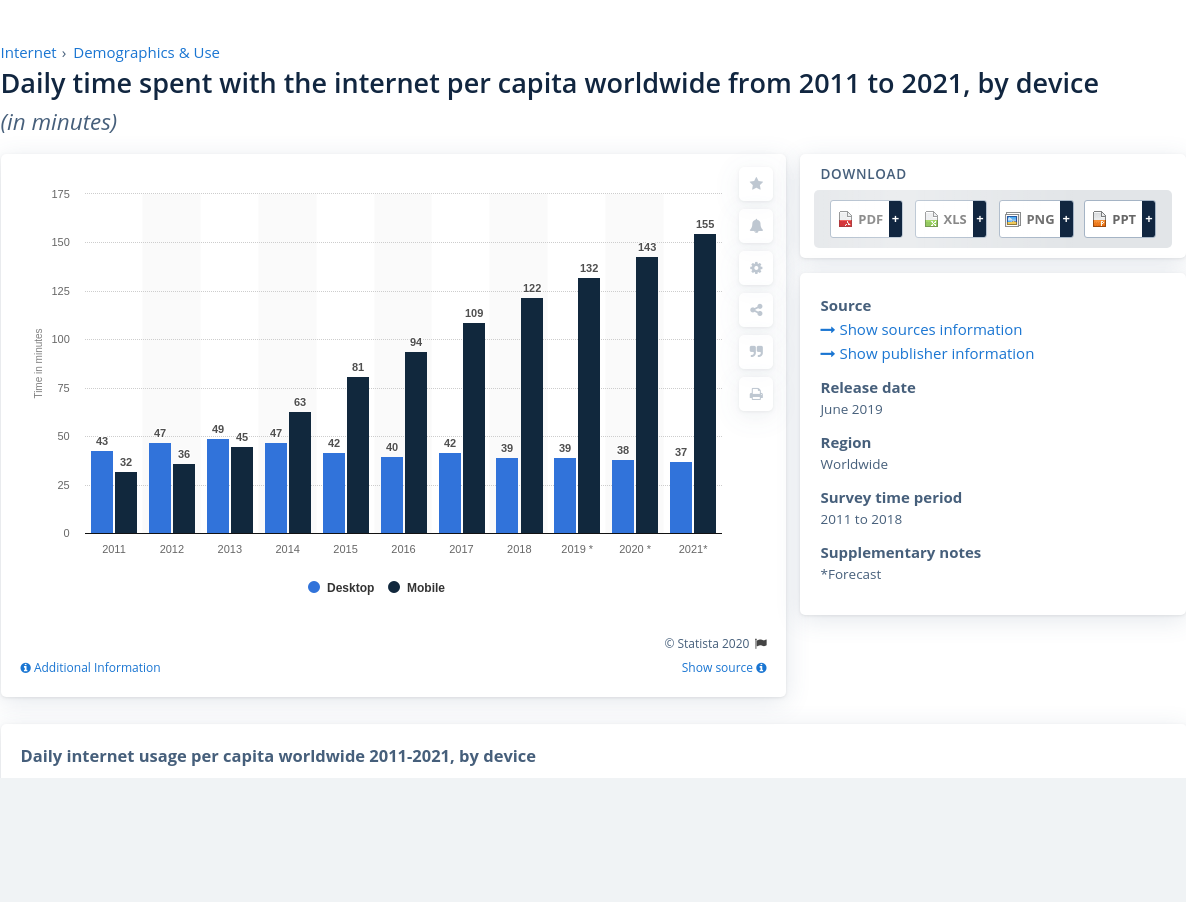 Internet › Demographics & Use
Daily time spent with the internet per capita worldwide from 2011 to 2021, by device
(in minutes)
175
150
125
100
75
50
25
0
Time in minutes
43
32
47
36
49
45
47
63
42
81
40
94
42
109
39
122
39
132
38
143
37
155
2011
2012
2013
2014
2015
2016
2017
2018
2019 *
2020 *
2021*
Desktop
Mobile
© Statista 2020
Additional Information
Show source
DOWNLOAD
PDF +
XLS +
PNG +
PPT +
Source
Show sources information
Show publisher information
Release date
June 2019
Region
Worldwide
Survey time period
2011 to 2018
Supplementary notes
*Forecast
Daily internet usage per capita worldwide 2011-2021, by device